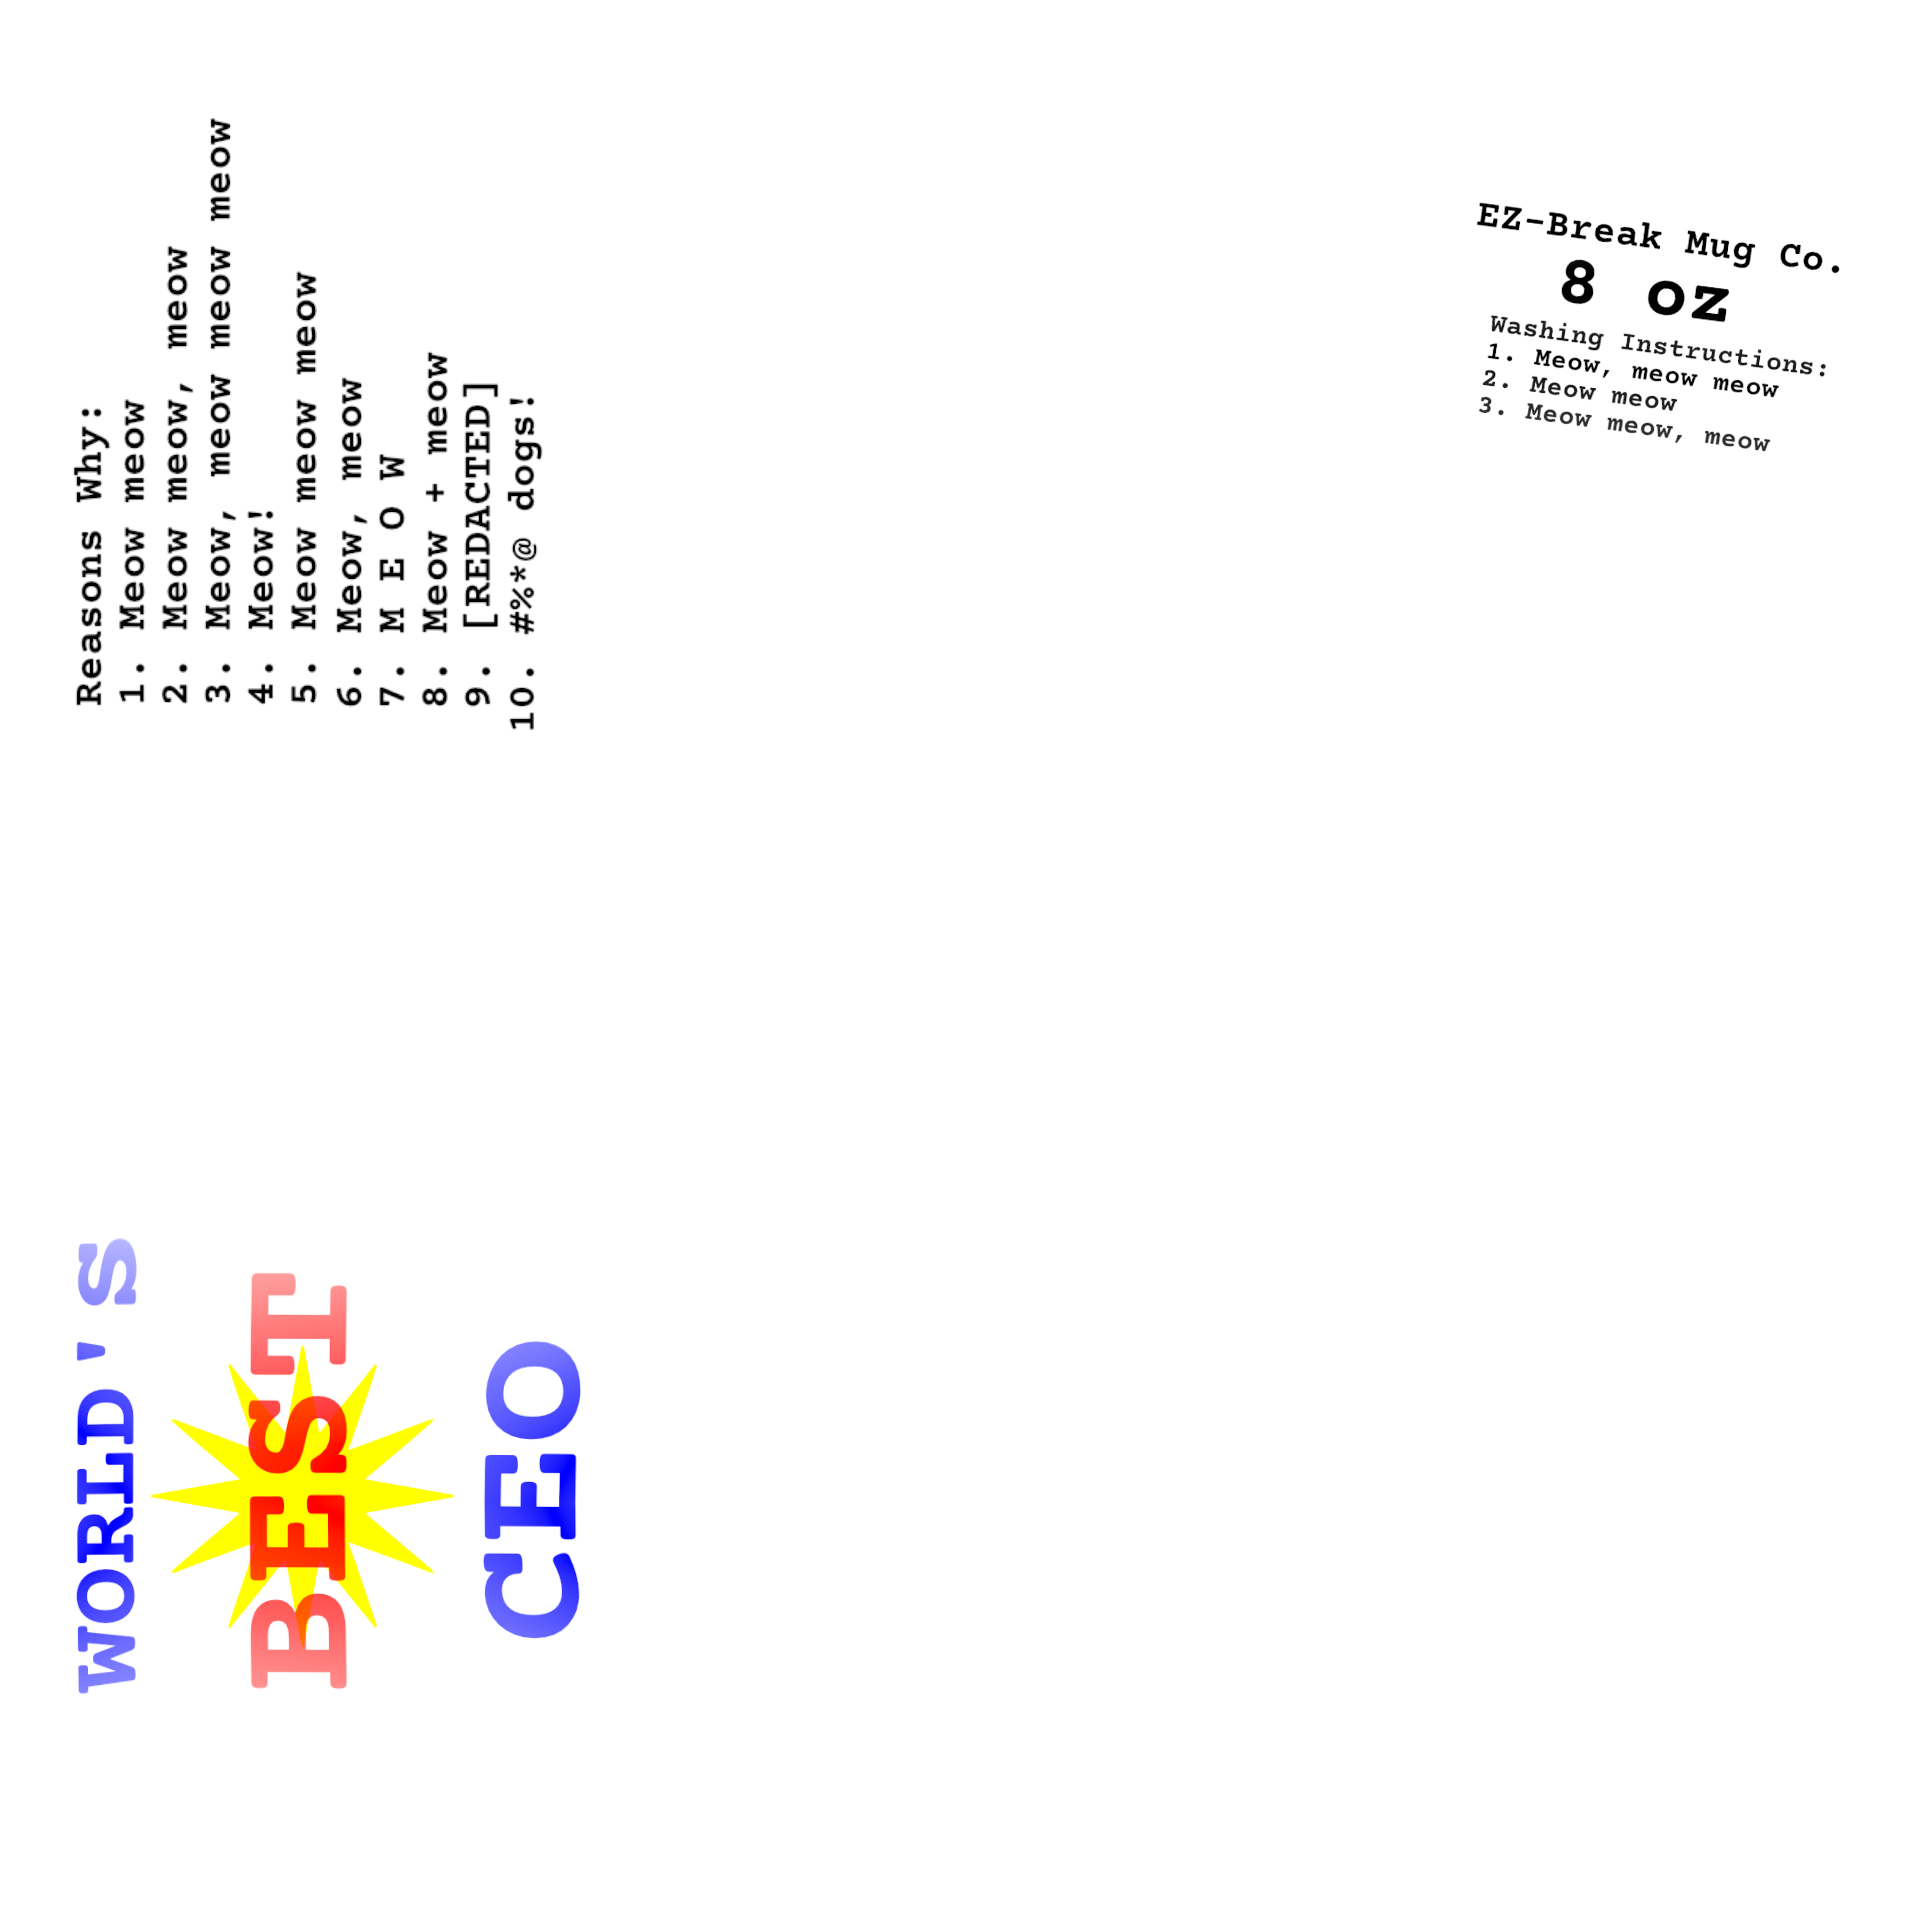 Reasons Why:
1. Meow meow
2. Meow meow, meow
3. Meow, meow meow meow
4. Meow!
5. Meow meow meow
6. Meow, meow
7. M E O W
8. Meow + meow
9. [REDACTED]
10. #%*@ dogs!
EZ-Break Mug Co.
8 oz
Washing Instructions:
1. Meow, meow meow
2. Meow meow
3. Meow meow, meow
WORLD'S
BEST
CEO